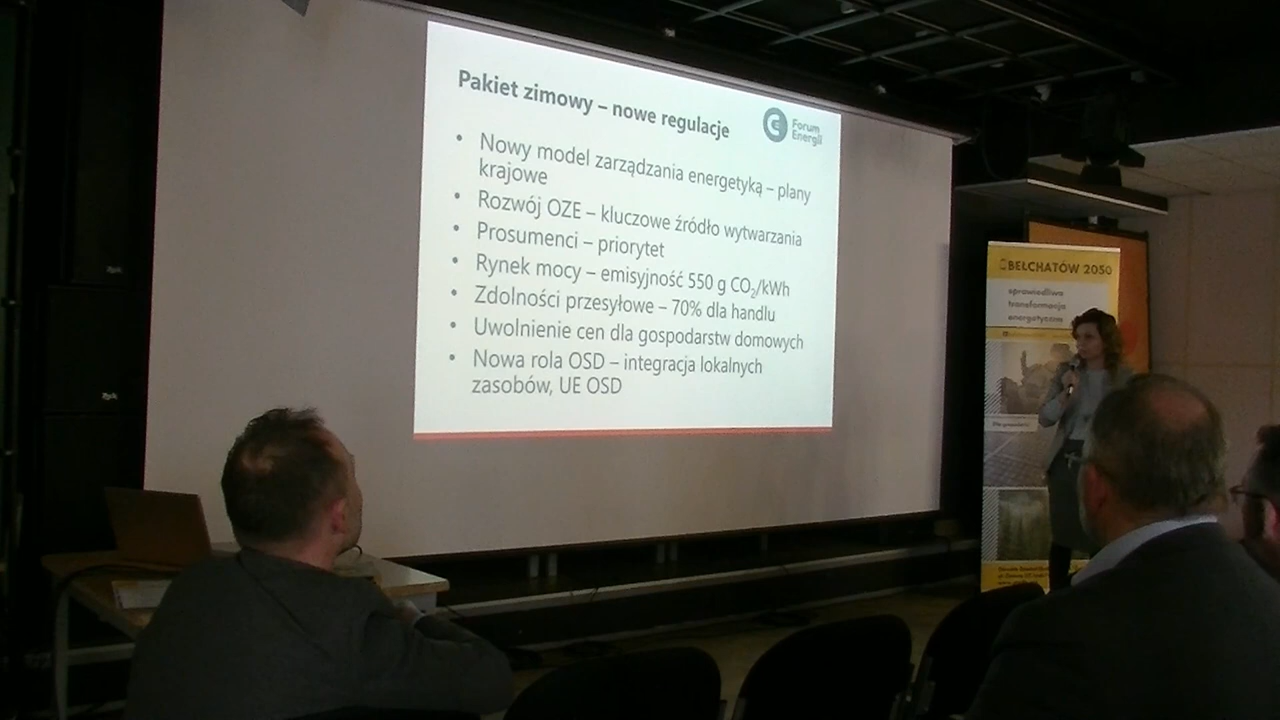 Pakiet zimowy – nowe regulacje
Forum
Energii
• Nowy model zarządzania energetyką – plany
krajowe
• Rozwój OZE – kluczowe źródło wytwarzania
• Prosumenci – priorytet
• Rynek mocy – emisyjność 550 g CO₂/kWh
• Zdolności przesyłowe – 70% dla handlu
• Uwolnienie cen dla gospodarstw domowych
• Nowa rola OSD – integracja lokalnych
zasobów, UE OSD
BEŁCHATÓW 2050
sprawiedliwa
transformacja
energetyczna